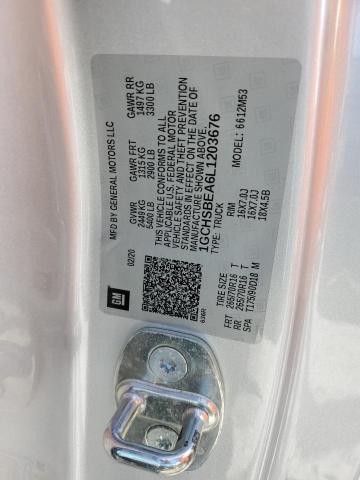 MFD BY GENERAL MOTORS LLC
02/20
GM
GVWR
2449 KG
5400 LB
GAWR FRT
1315 KG
2900 LB
GAWR RR
1497 KG
3300 LB
THIS VEHICLE CONFORMS TO ALL
APPLICABLE U.S. FEDERAL MOTOR
VEHICLE SAFETY AND THEFT PREVENTION
STANDARDS IN EFFECT ON THE DATE OF
MANUFACTURE SHOWN ABOVE.
1GCHSBEA6L1203676
TYPE: TRUCK
MODEL: 6612M53
TIRE SIZE RIM
FRT 265/70R16 T 16X7.0J
RR 265/70R16 T 16X7.0J
SPA T175/90D18 M 18X4.5B